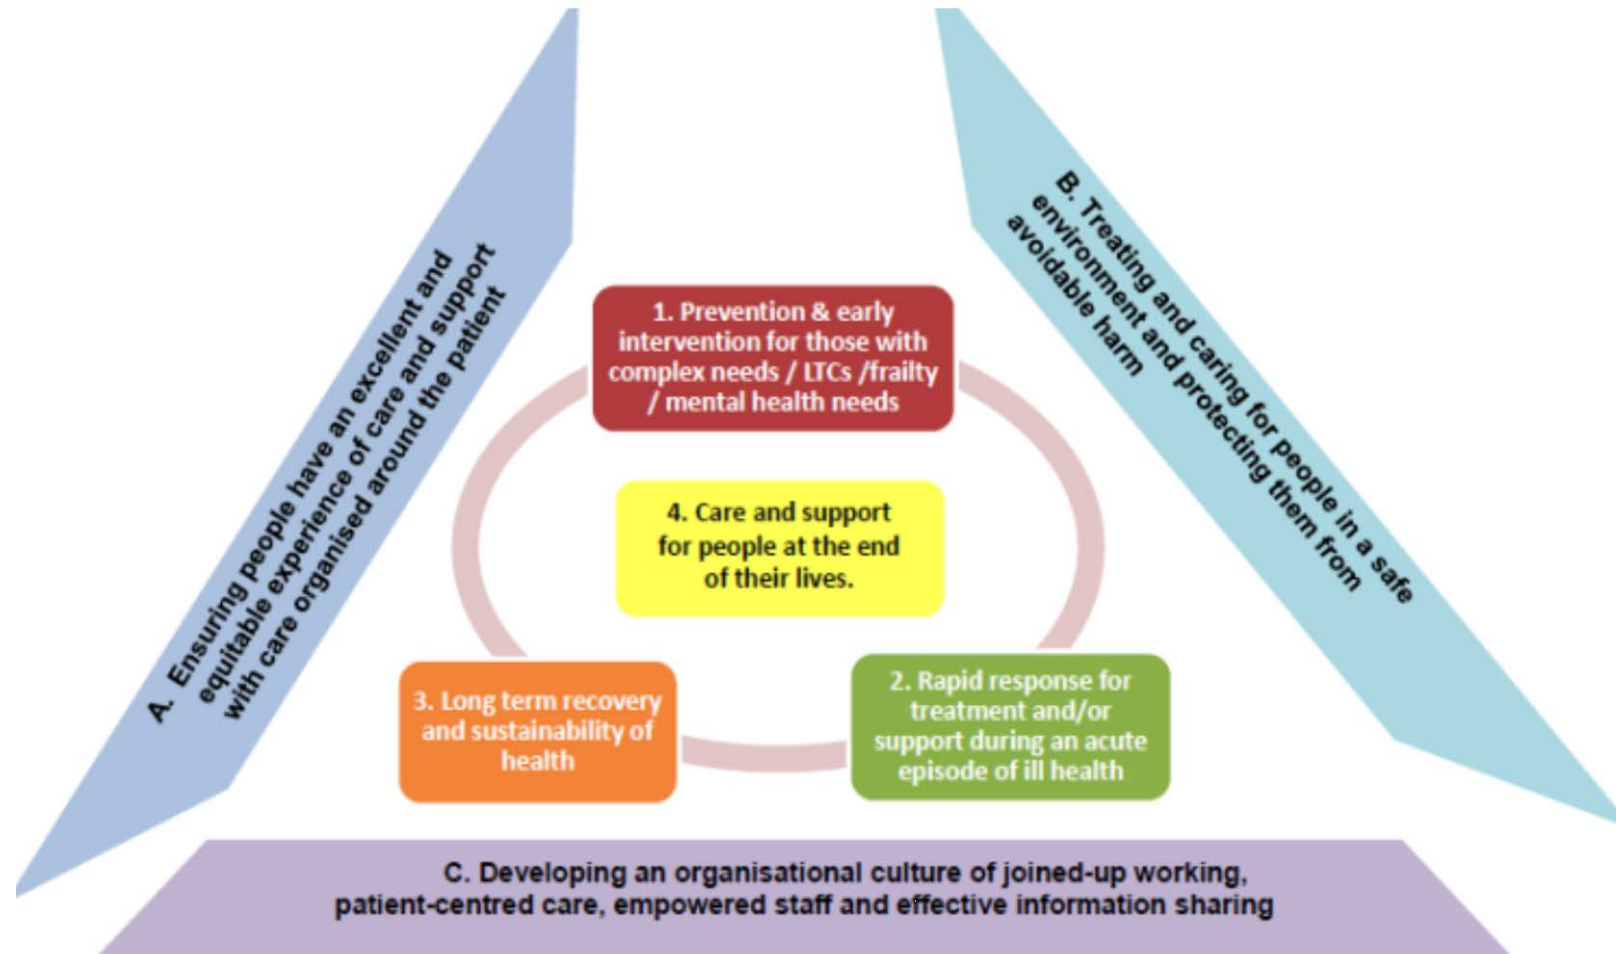 A. Ensuring people have an excellent and
equitable experience of care and support
with care organised around the patient
B. Treating and caring for people in a safe
environment and protecting them from
avoidable harm
1. Prevention & early
intervention for those with
complex needs / LTCs /frailty
/ mental health needs
4. Care and support
for people at the end
of their lives.
3. Long term recovery
and sustainability of
health
2. Rapid response for
treatment and/or
support during an acute
episode of ill health
C. Developing an organisational culture of joined-up working,
patient-centred care, empowered staff and effective information sharing